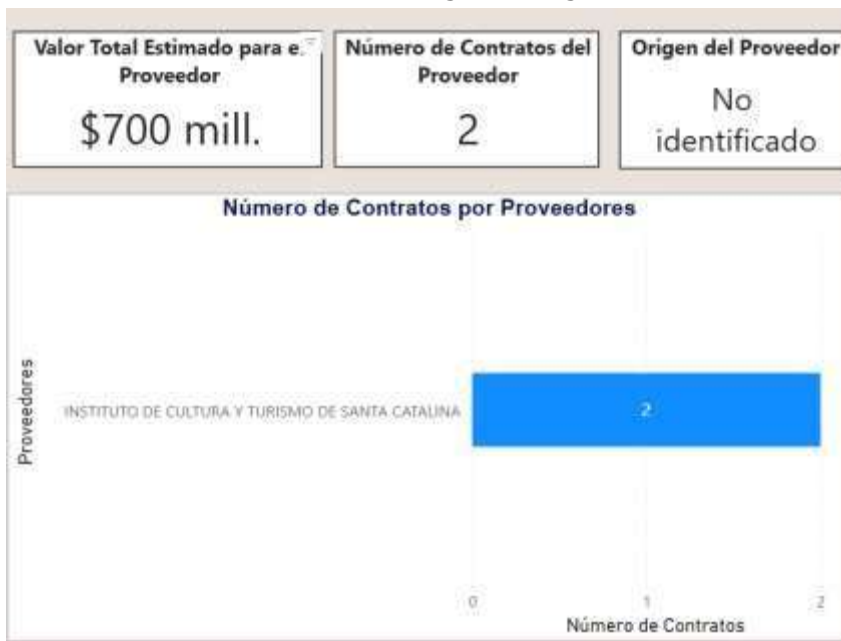 Valor Total Estimado para e.
Proveedor
$700 mill.
Número de Contratos del
Proveedor
2
Origen del Proveedor
No
identificado
Número de Contratos por Proveedores
Proveedores
INSTITUTO DE CULTURA Y TURISMO DE SANTA CATALINA
2
0
1
2
Número de Contratos